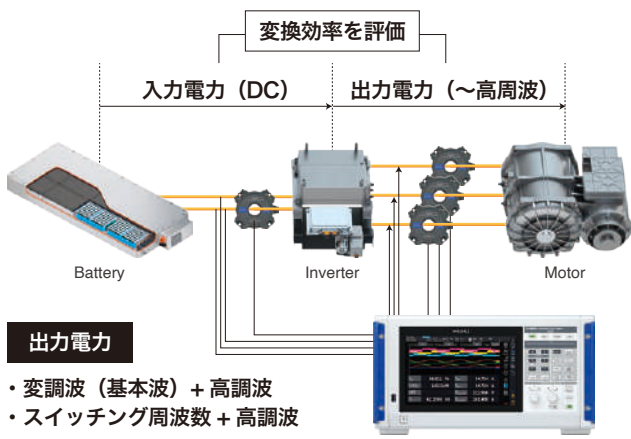 変換効率を評価
入力電力（DC）
出力電力（～高周波）
Battery
Inverter
Motor
出力電力
・変調波（基本波）+ 高調波
・スイッチング周波数 + 高調波